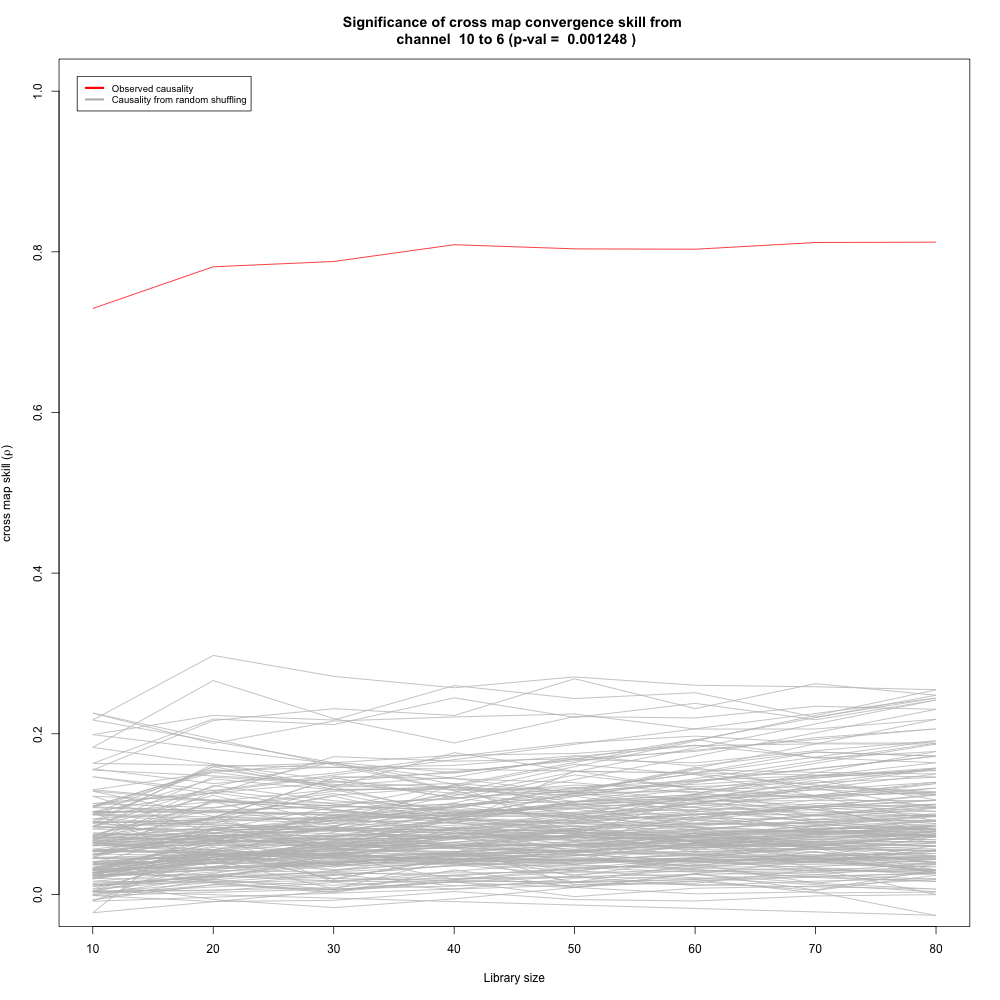 Significance of cross map convergence skill from
channel  10 to 6 (p-val =  0.001248 )
Observed causality
Causality from random shuffling
1.0
0.8
0.6
0.4
0.2
0.0
cross map skill (ρ)
10 20 30 40 50 60 70 80
Library size